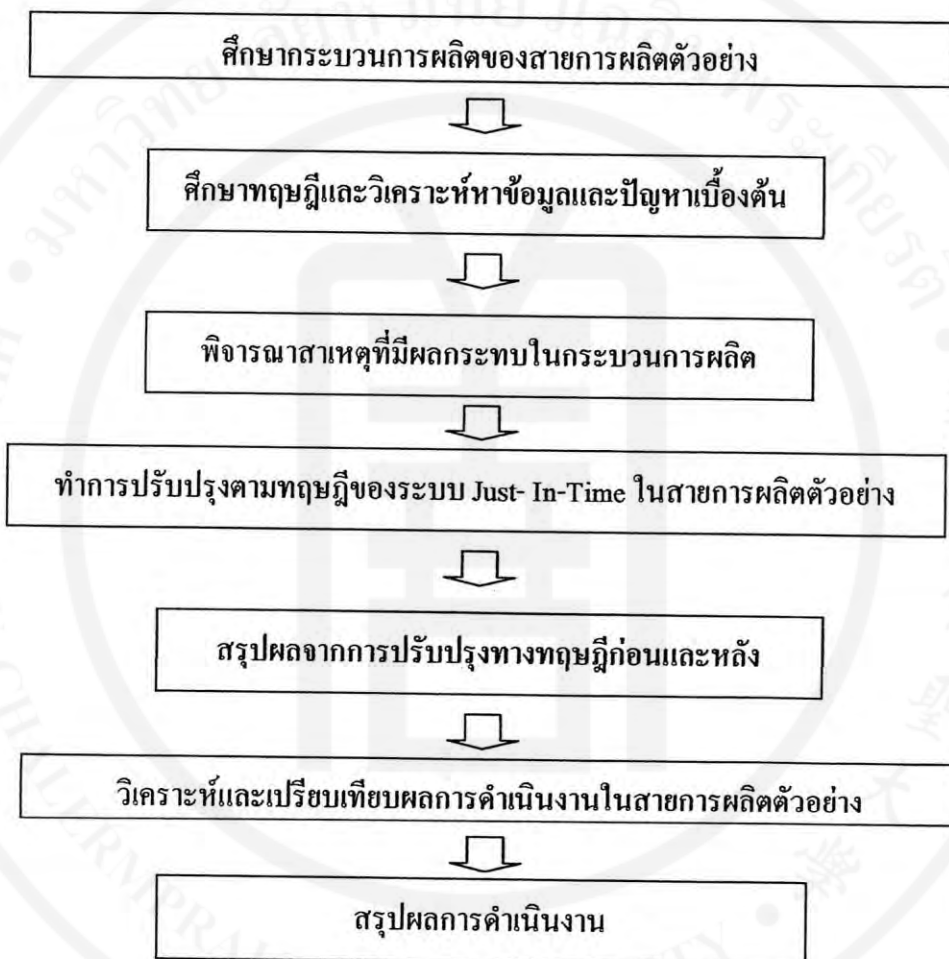 ศึกษากระบวนการผลิตของสายการผลิตตัวอย่าง
ศึกษาทฤษฎีและวิเคราะห์หาข้อมูลและปัญหาเบื้องต้น
พิจารณาสาเหตุที่มีผลกระทบในกระบวนการผลิต
ทำการปรับปรุงตามทฤษฎีของระบบ Just- In-Time ในสายการผลิตตัวอย่าง
สรุปผลจากการปรับปรุงทางทฤษฎีก่อนและหลัง
วิเคราะห์และเปรียบเทียบผลการดำเนินงานในสายการผลิตตัวอย่าง
สรุปผลการดำเนินงาน